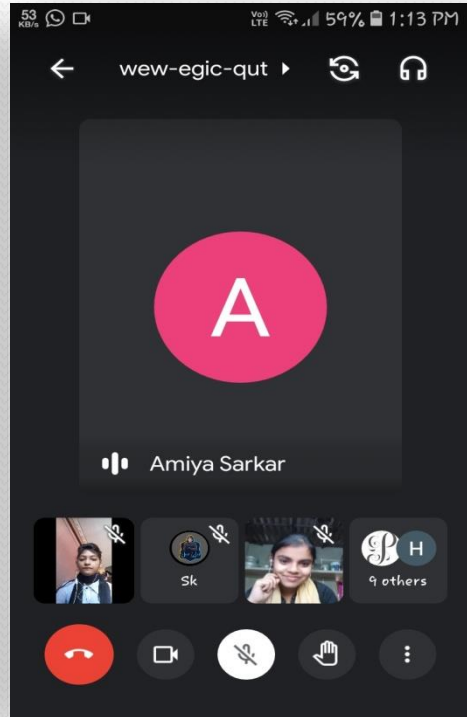 53 KB/s Vo)) LTE 59% 1:13 PM
wew-egic-qut
A
Amiya Sarkar
Sk
H
9 others